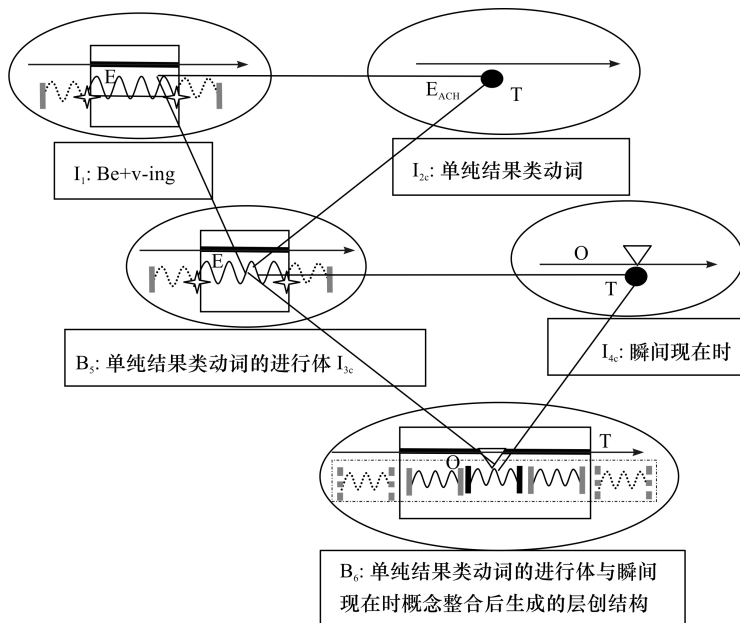 E
E_ACH
T
I₁: Be+v-ing
I₂c: 单纯结果类动词
E
O
T
B₅: 单纯结果类动词的进行体 I₃c
I₄c: 瞬间现在时
T
O
B₆: 单纯结果类动词的进行体与瞬间
现在时概念整合后生成的层创结构